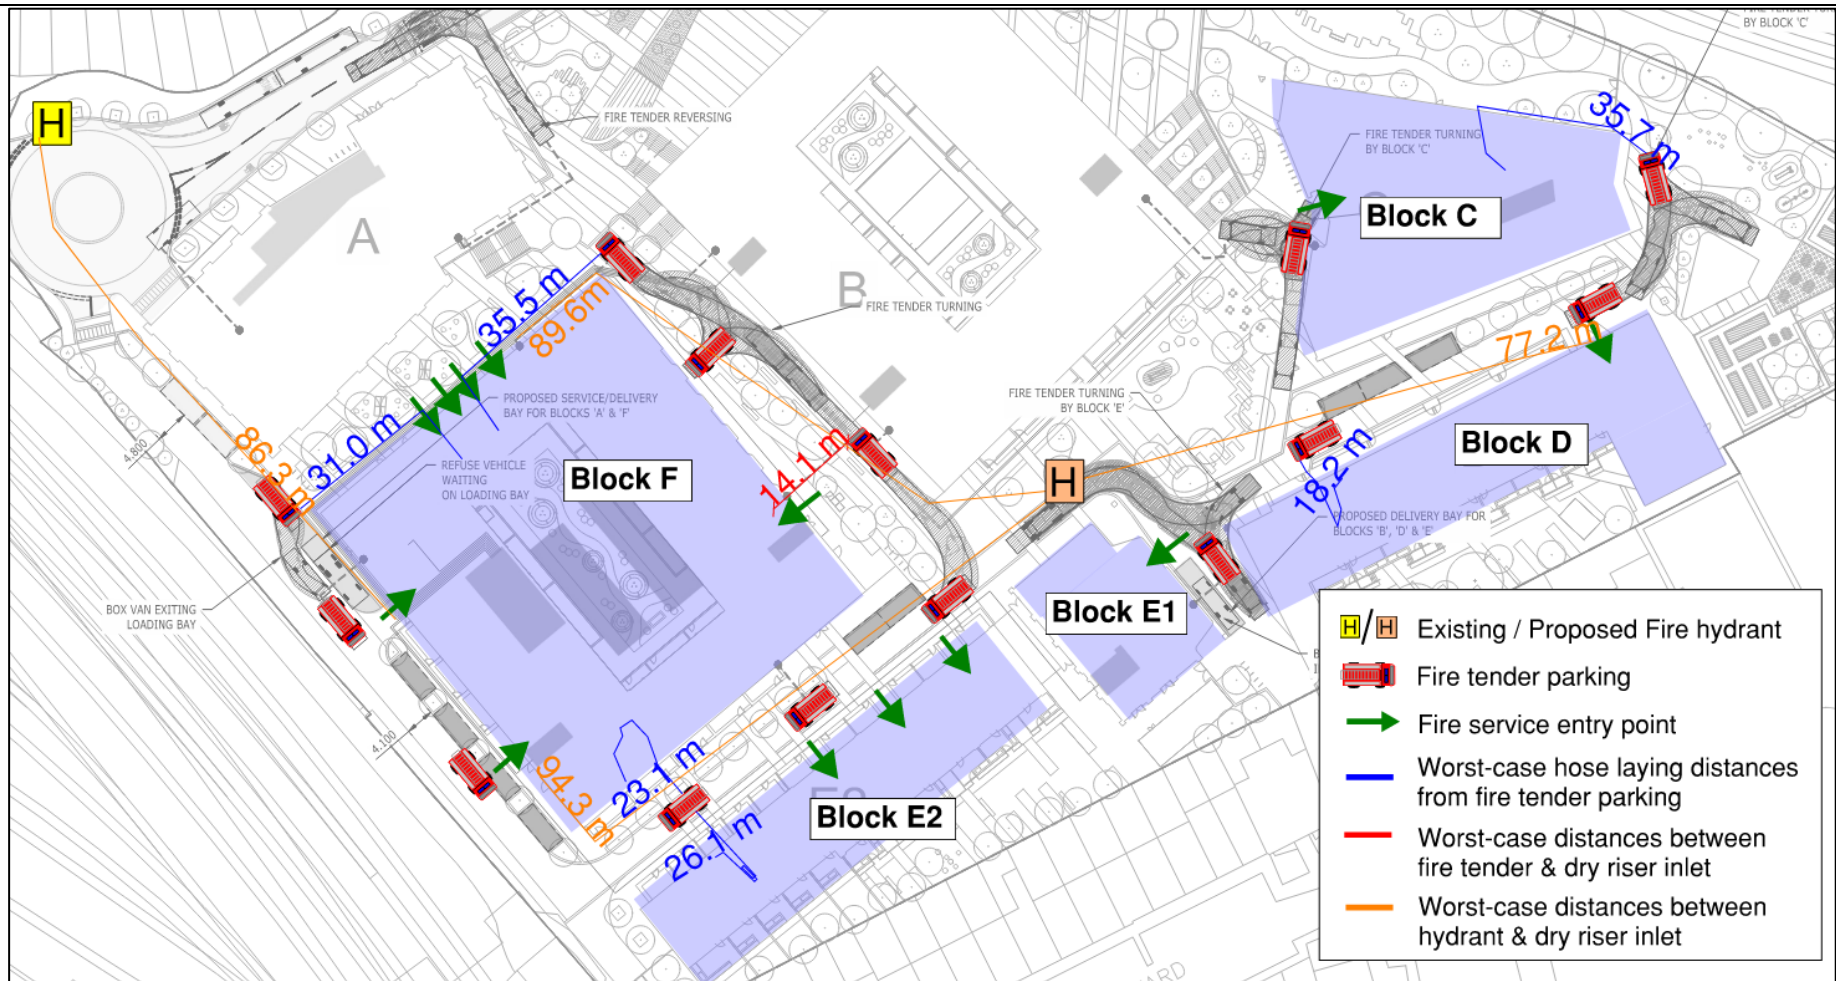 BY BLOCK 'C'
H
FIRE TENDER REVERSING
35.7 m
FIRE TENDER TURNING
BY BLOCK 'C'
Block C
A
B
FIRE TENDER TURNING
35.5 m
89.6m
77.2 m
PROPOSED SERVICE/DELIVERY
BAY FOR BLOCKS 'A' & 'F'
FIRE TENDER TURNING
BY BLOCK 'E'
4.800
31.0 m
86.3 m
14.1 m
Block D
REFUSE VEHICLE
WAITING
ON LOADING BAY
Block F
H
18.2 m
PROPOSED DELIVERY BAY FOR
BLOCKS 'B', 'D' & 'E'
BOX VAN EXITING
LOADING BAY
Block E1
4.100
94.3 m
23.1 m
26.1 m
Block E2
H/H Existing / Proposed Fire hydrant
Fire tender parking
Fire service entry point
Worst-case hose laying distances
from fire tender parking
Worst-case distances between
fire tender & dry riser inlet
Worst-case distances between
hydrant & dry riser inlet